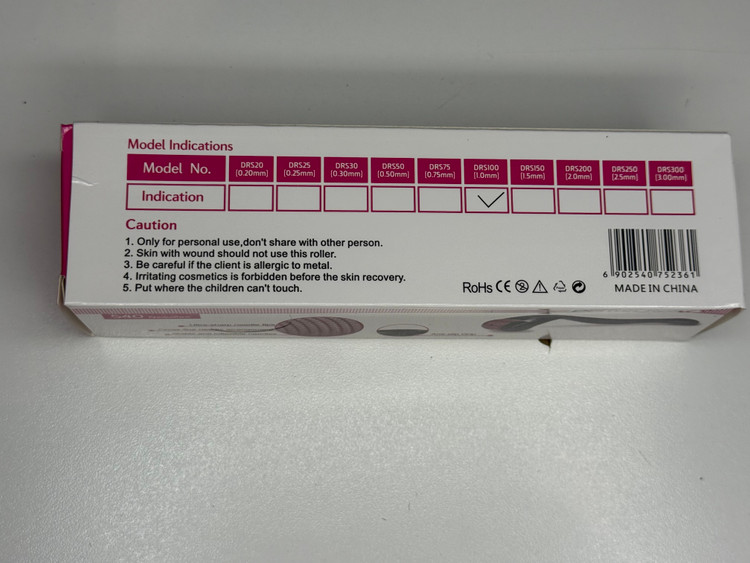 Model Indications
Model No. DRS20 DRS25 DRS30 DRS50 DRS75 DRS100 DRS150 DRS200 DRS250 DRS300
[0.20mm] [0.25mm] [0.30mm] [0.50mm] [0.75mm] [1.0mm] [1.5mm] [2.0mm] [2.5mm] [3.00mm]
Indication
Caution
1. Only for personal use,don't share with other person.
2. Skin with wound should not use this roller.
3. Be careful if the client is allergic to metal.
4. Irritating cosmetics is forbidden before the skin recovery.
5. Put where the children can't touch.
6 902540 752361
RoHS CE
MADE IN CHINA
540